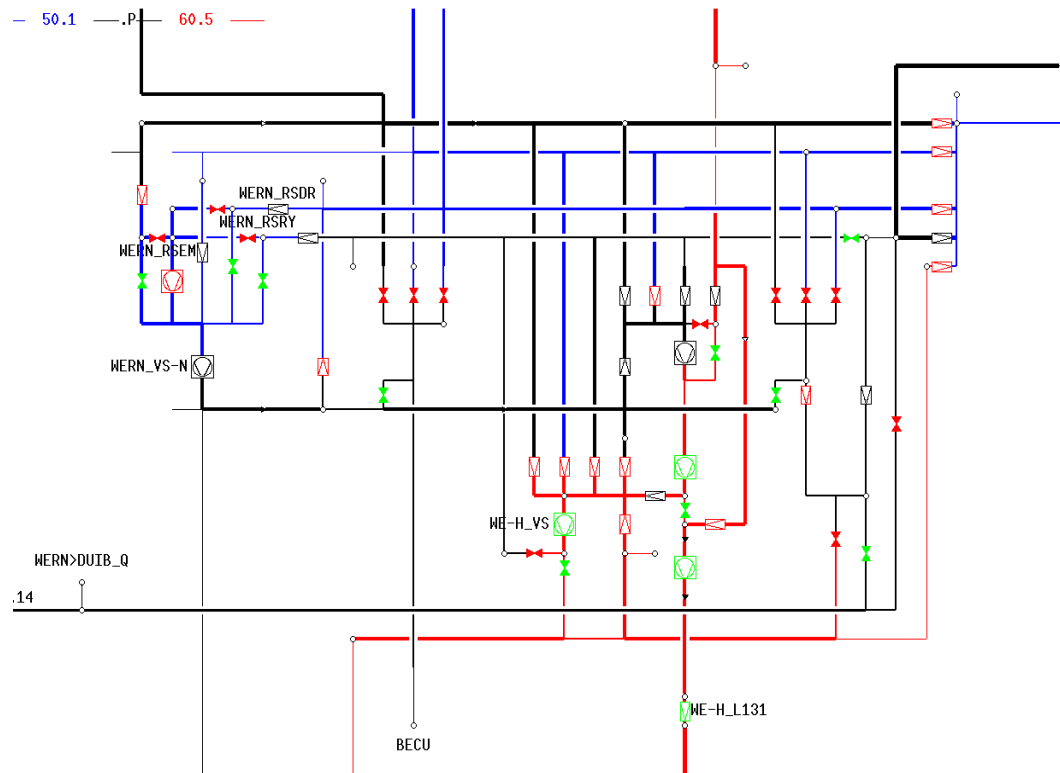 50.1 .P 60.5
WERN_RSDR
WERN_RSRY
WERN_RSEM
WERN_VS-N
WE-H_VS
WERN>DUIB_Q
.14
WE-H_L131
BECU